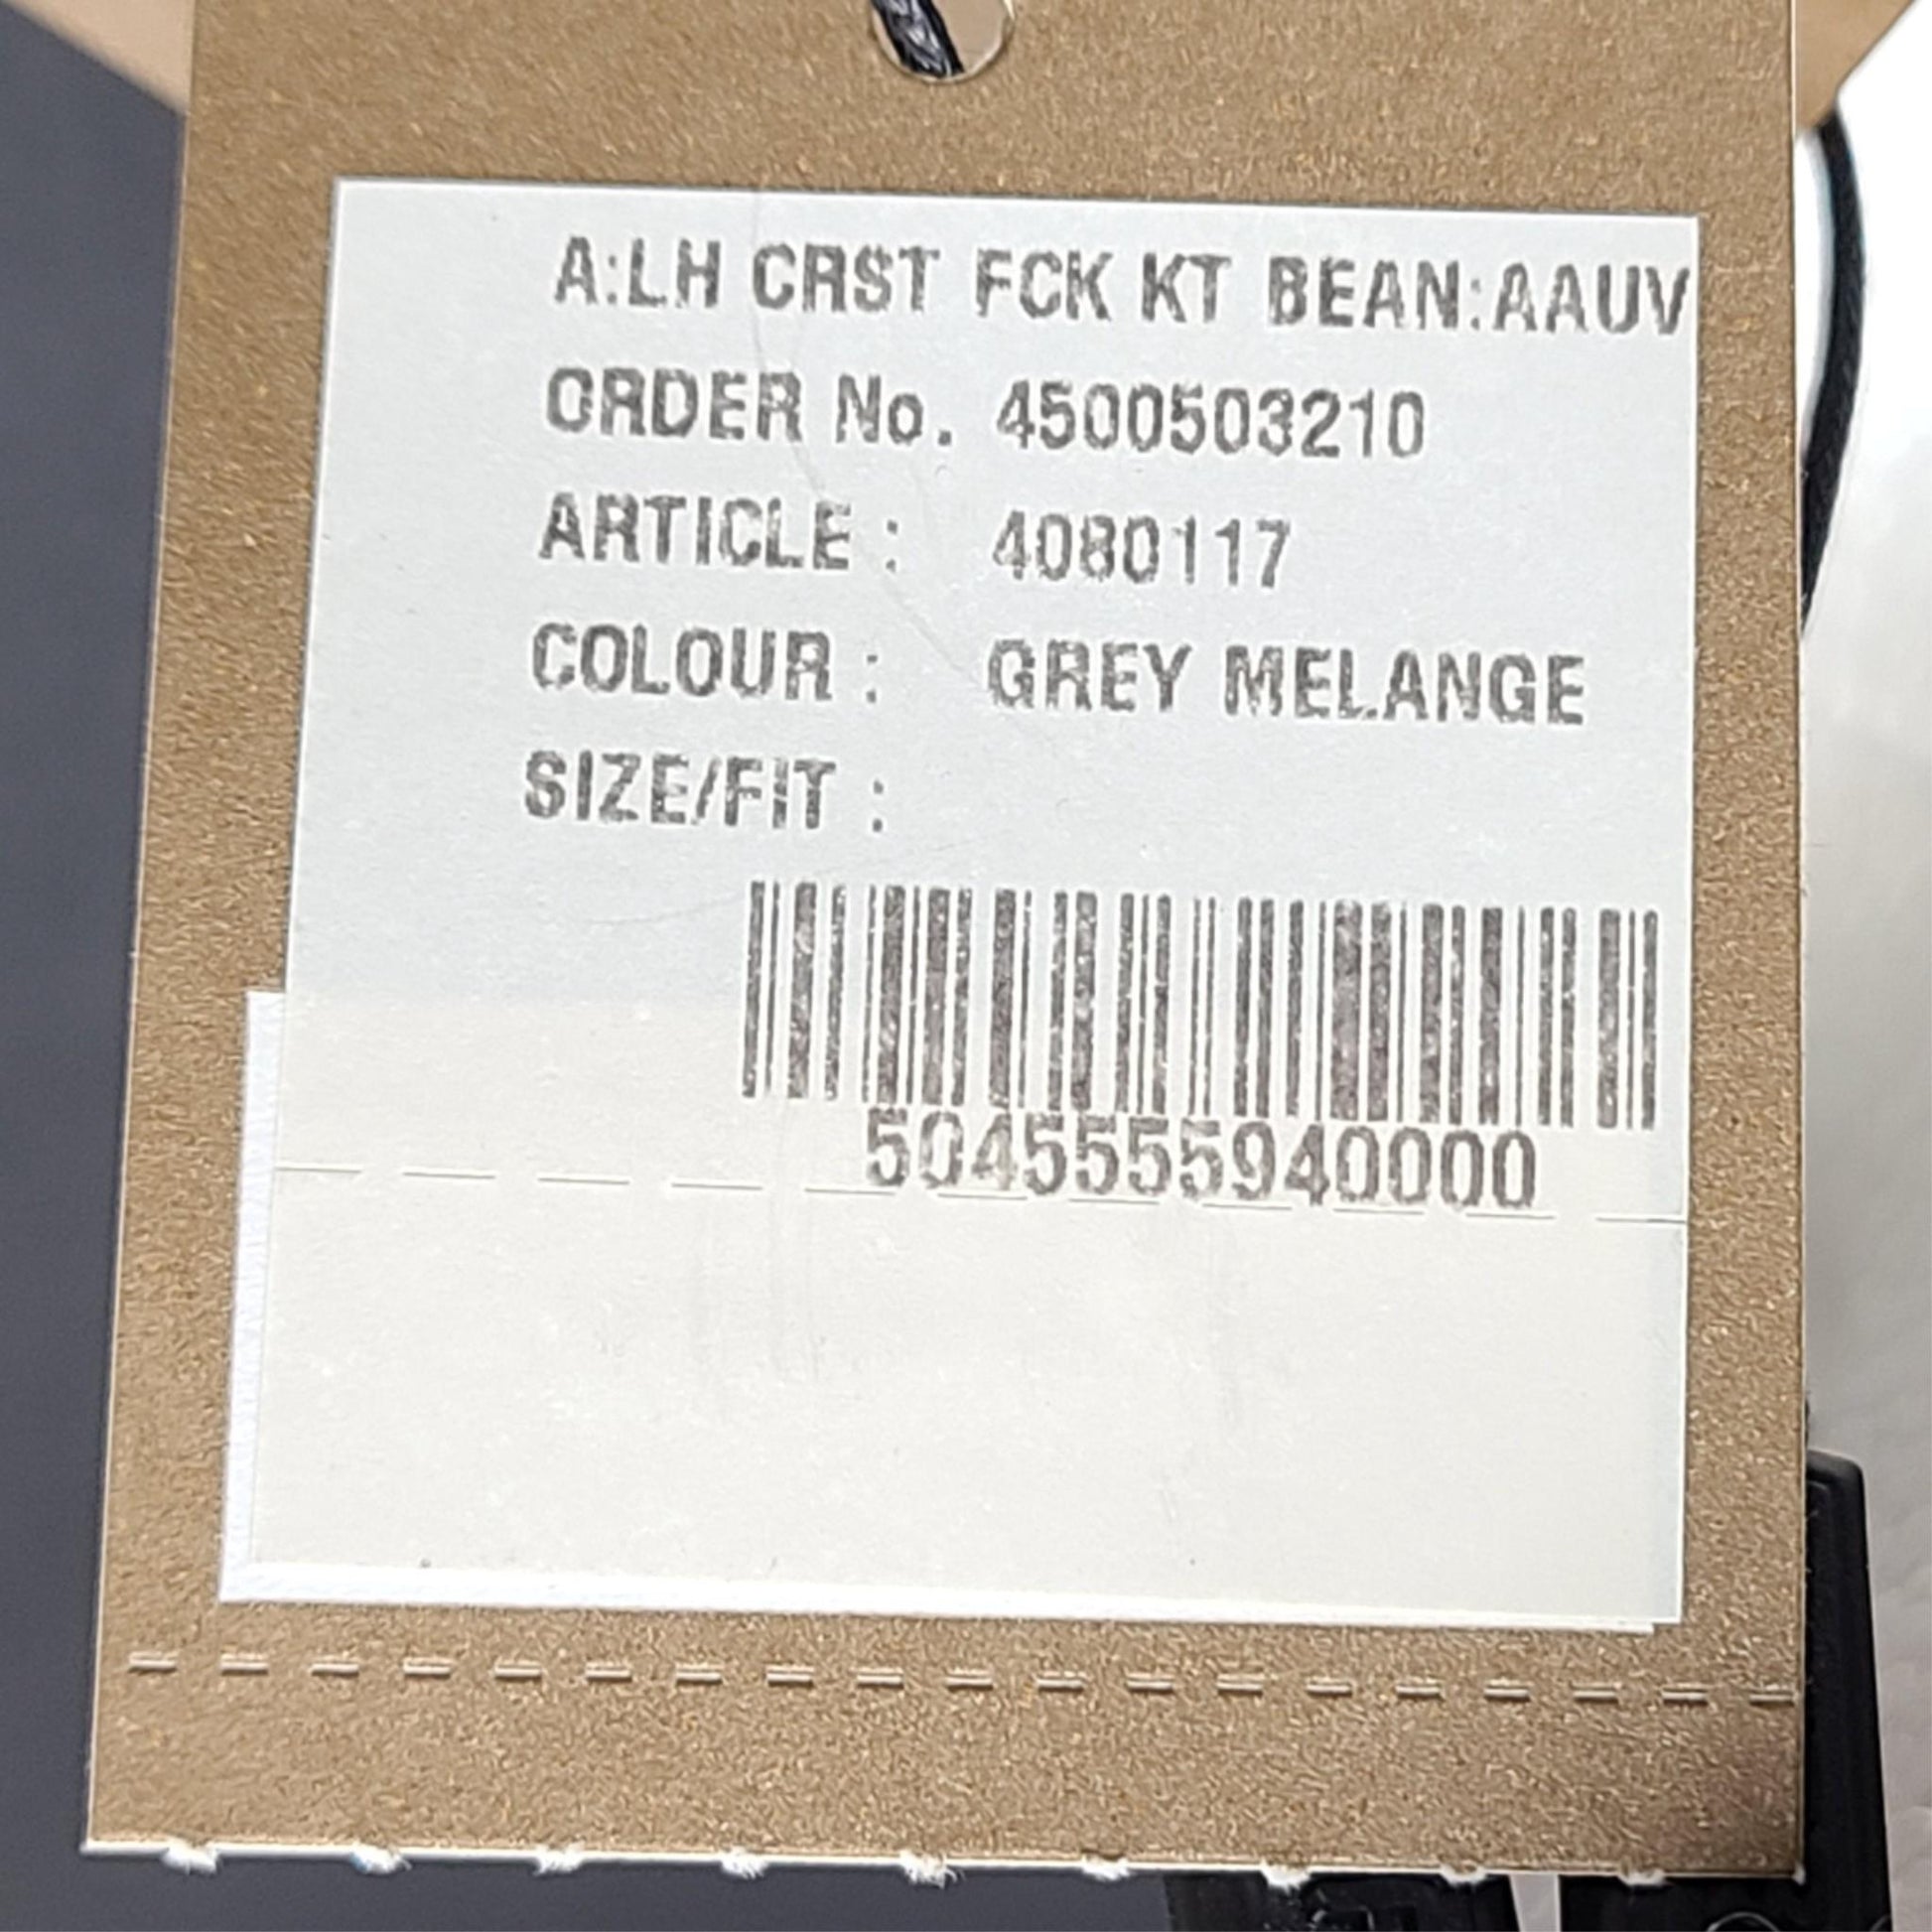 A:LH CRST FCK KT BEAN:AAUV
ORDER No. 4500503210
ARTICLE : 4080117
COLOUR : GREY MELANGE
SIZE/FIT :
5045555940000